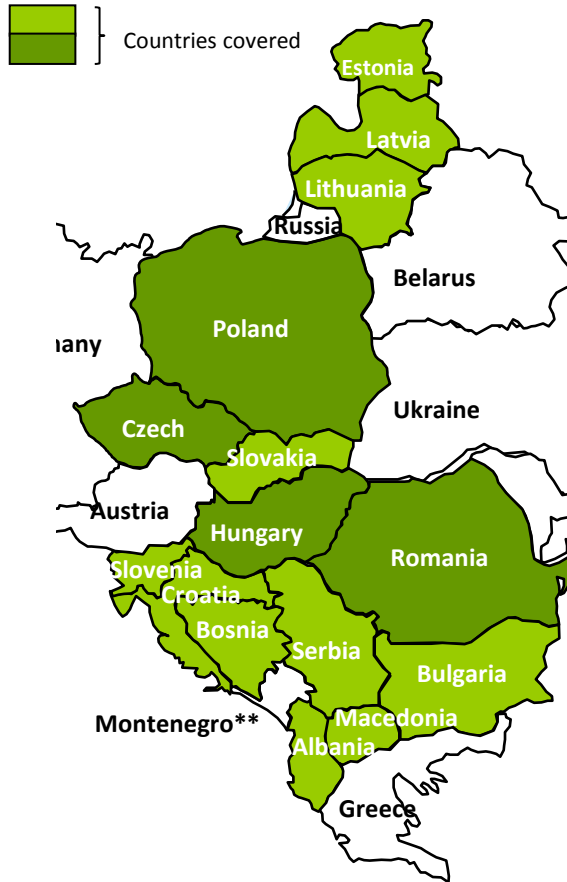 Countries covered
Estonia
Latvia
Lithuania
Russia
Belarus
Poland
many
Ukraine
Czech
Slovakia
Austria
Hungary
Romania
Slovenia
Croatia
Bosnia
Serbia
Bulgaria
Montenegro**
Macedonia
Albania
Greece